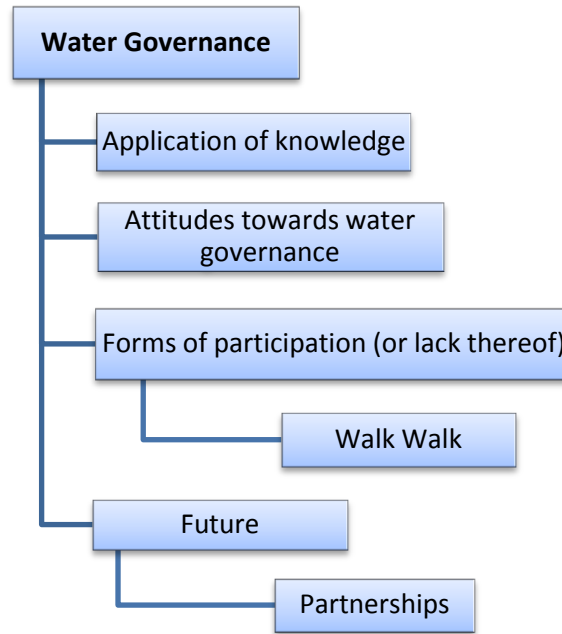 Water Governance
Application of knowledge
Attitudes towards water
governance
Forms of participation (or lack thereof)
Walk Walk
Future
Partnerships